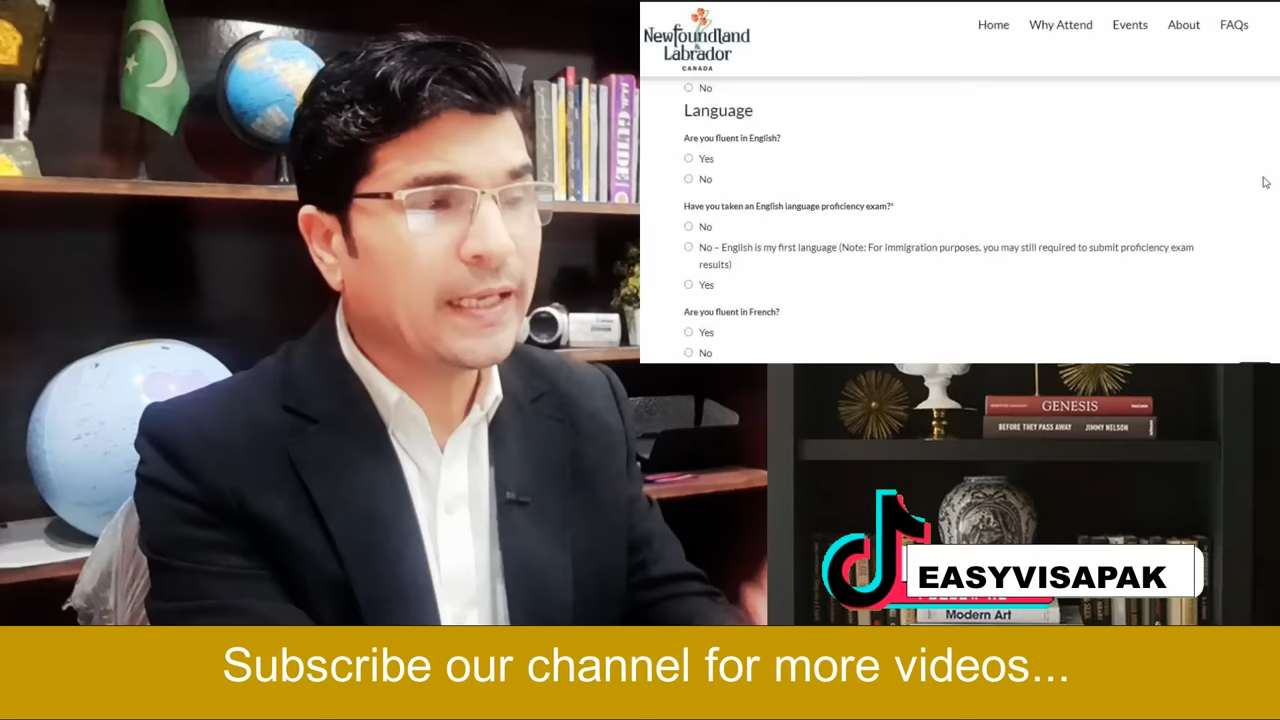 Newfoundland
&
Labrador
CANADA
Home Why Attend Events About FAQs
No
Language
Are you fluent in English?
Yes
No
Have you taken an English language proficiency exam?*
No
No – English is my first language (Note: For immigration purposes, you may still required to submit proficiency exam
results)
Yes
Are you fluent in French?
Yes
No
GUIDE
GENESIS
BEFORE THEY PASS AWAY JIMMY NELSON
EASYVISAPAK
Modern Art
Subscribe our channel for more videos...